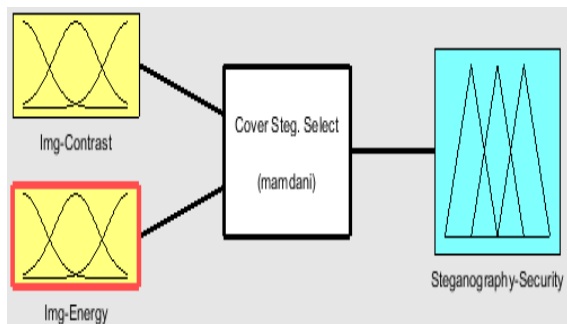 Img-Contrast
Cover Steg. Select
(mamdani)
Img-Energy
Steganography-Security